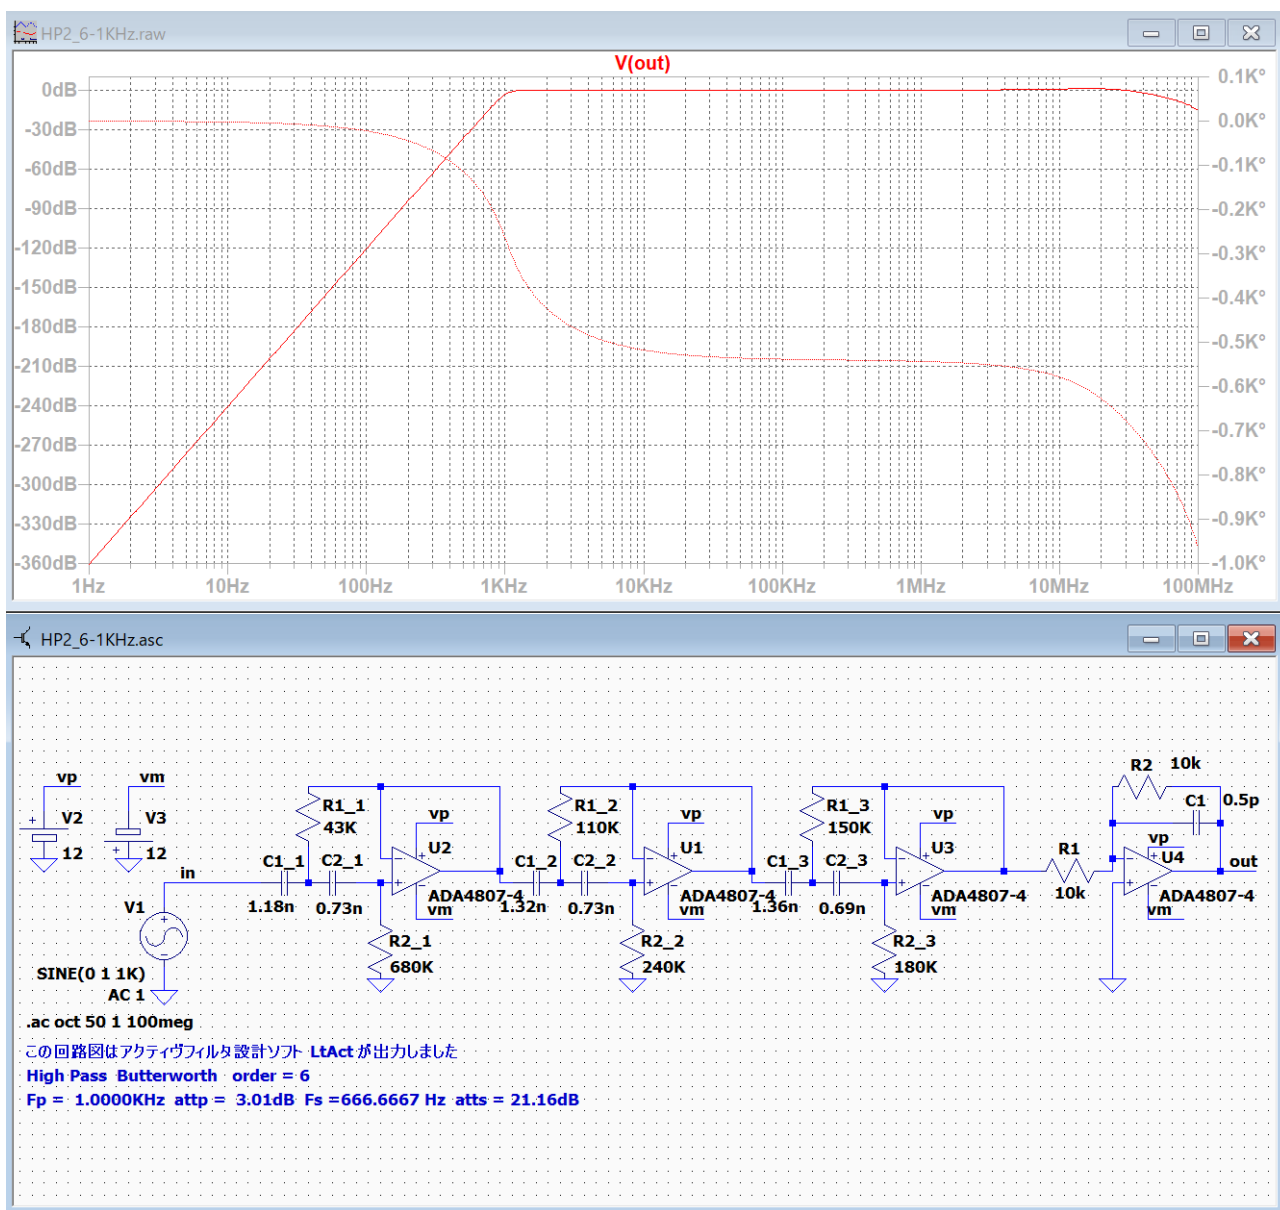 HP2_6-1KHz.raw
V(out)
0dB
-30dB
-60dB
-90dB
-120dB
-150dB
-180dB
-210dB
-240dB
-270dB
-300dB
-330dB
-360dB
0.1K°
0.0K°
-0.1K°
-0.2K°
-0.3K°
-0.4K°
-0.5K°
-0.6K°
-0.7K°
-0.8K°
-0.9K°
-1.0K°
1Hz 10Hz 100Hz 1KHz 10KHz 100KHz 1MHz 10MHz 100MHz
HP2_6-1KHz.asc
vp
V2
12
vm
V3
12
in
V1
SINE(0 1 1K)
AC 1
R1_1
43K
C1_1
1.18n
C2_1
0.73n
vp
U2
ADA4807-4
vm
R2_1
680K
R1_2
110K
C1_2
1.32n
C2_2
0.73n
vp
U1
ADA4807-4
vm
R2_2
240K
R1_3
150K
C1_3
1.36n
C2_3
0.69n
vp
U3
ADA4807-4
vm
R2_3
180K
R1
10k
R2 10k
C1 0.5p
vp
U4
ADA4807-4
vm
out
.ac oct 50 1 100meg
この回路図はアクティヴフィルタ設計ソフト LtAct が出力しました
High Pass Butterworth order = 6
Fp = 1.0000KHz attp = 3.01dB Fs =666.6667 Hz atts = 21.16dB